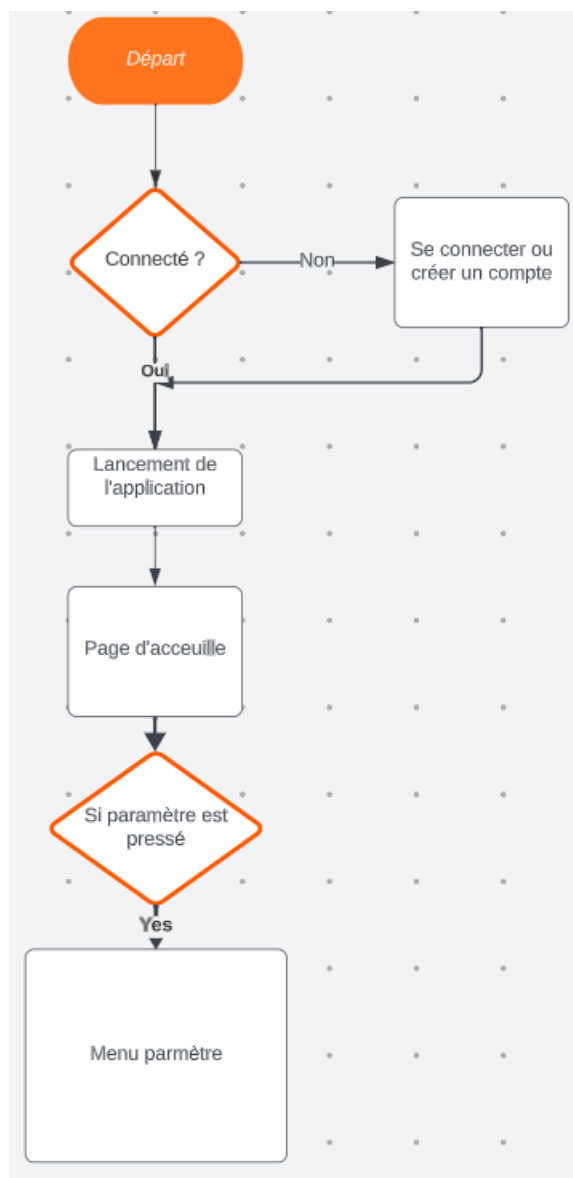 Départ
Connecté ?
Non
Se connecter ou
créer un compte
Oui
Lancement de
l'application
Page d'acceuille
Si paramètre est
pressé
Yes
Menu parmètre